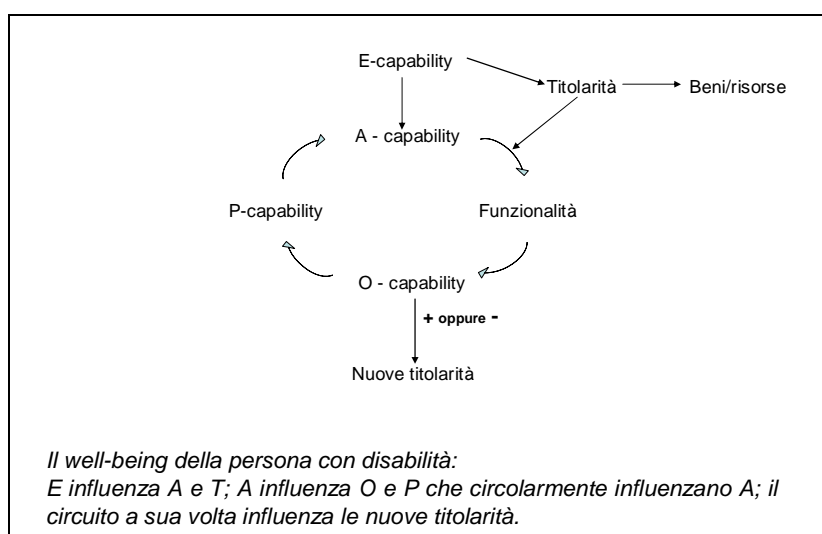 E-capability
Titolarità
Beni/risorse
A - capability
P-capability
Funzionalità
O - capability
+ oppure -
Nuove titolarità
Il well-being della persona con disabilità:
E influenza A e T; A influenza O e P che circolarmente influenzano A; il
circuito a sua volta influenza le nuove titolarità.